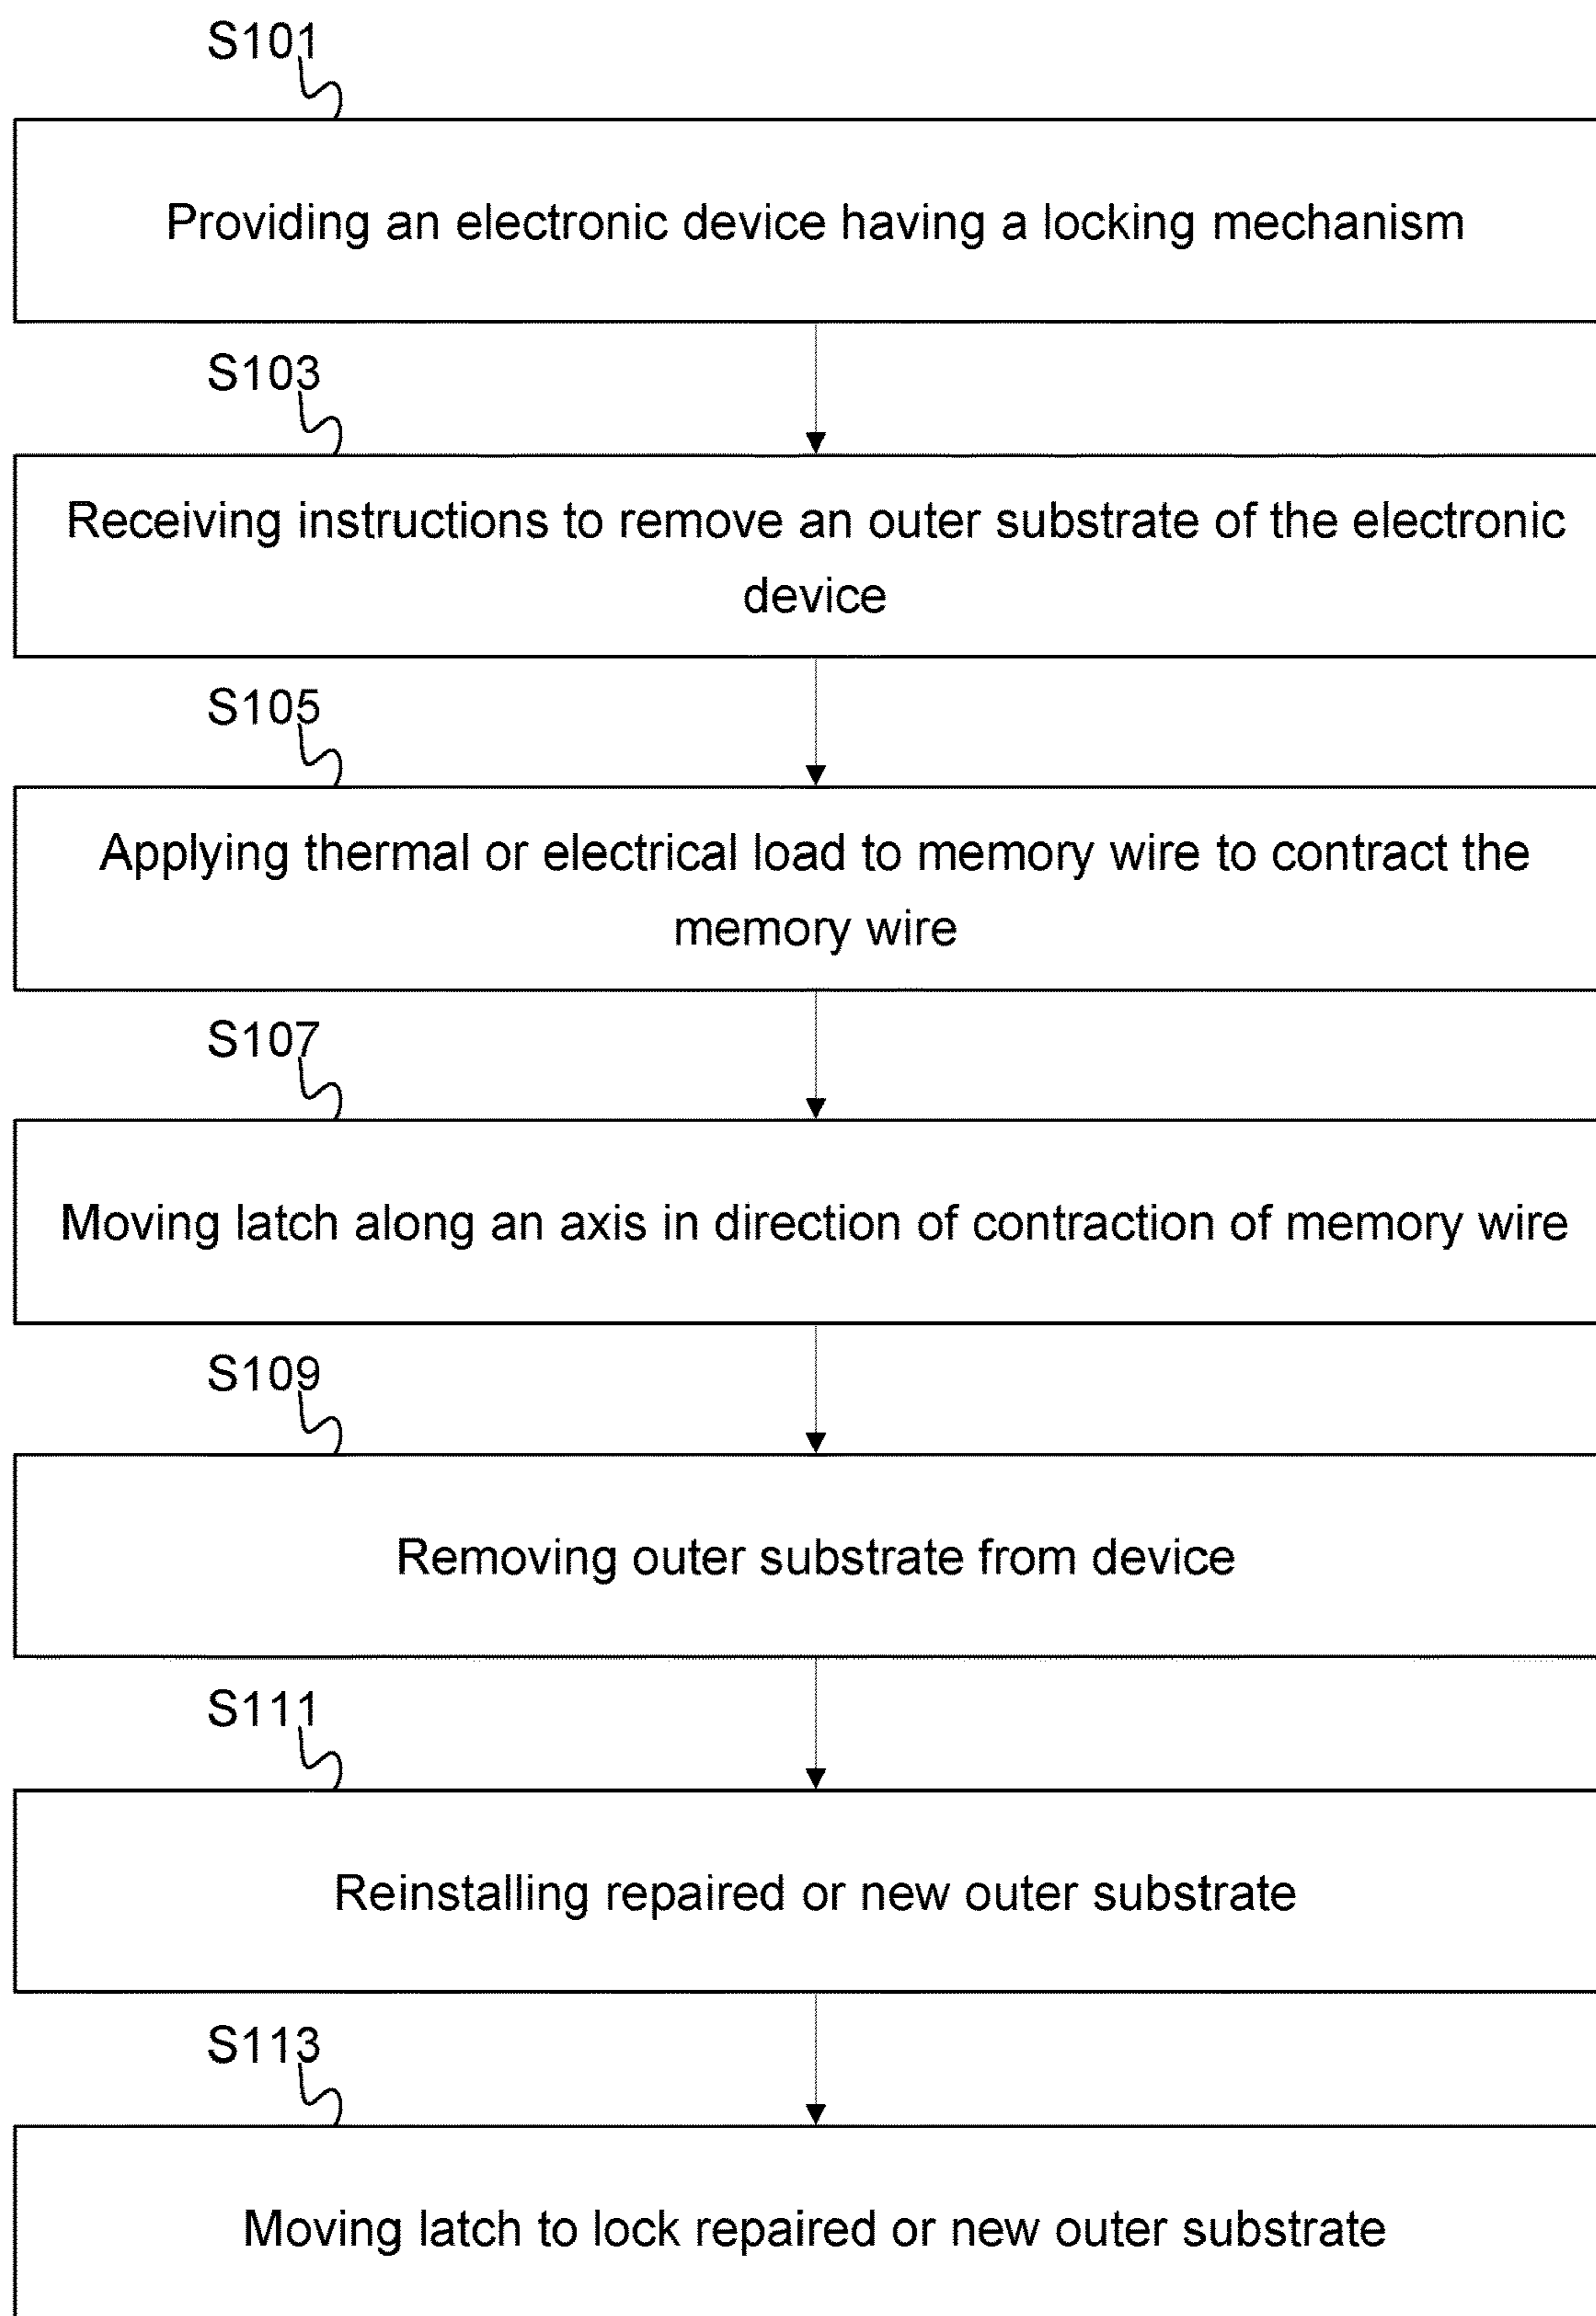 S101
Providing an electronic device having a locking mechanism
S103
Receiving instructions to remove an outer substrate of the electronic
device
S105
Applying thermal or electrical load to memory wire to contract the
memory wire
S107
Moving latch along an axis in direction of contraction of memory wire
S109
Removing outer substrate from device
S111
Reinstalling repaired or new outer substrate
S113
Moving latch to lock repaired or new outer substrate